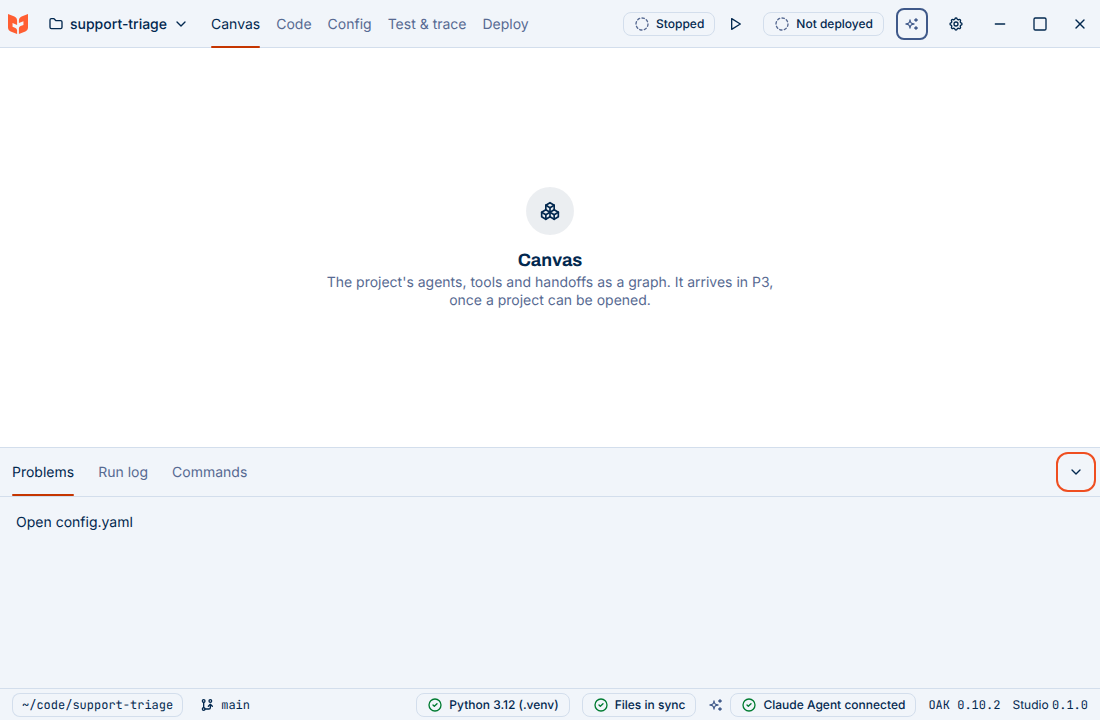 support-triage
Canvas
Code
Config
Test & trace
Deploy
Stopped
Not deployed
Canvas
The project's agents, tools and handoffs as a graph. It arrives in P3,
once a project can be opened.
Problems
Run log
Commands
Open config.yaml
~/code/support-triage
main
Python 3.12 (.venv)
Files in sync
Claude Agent connected
OAK 0.10.2
Studio 0.1.0